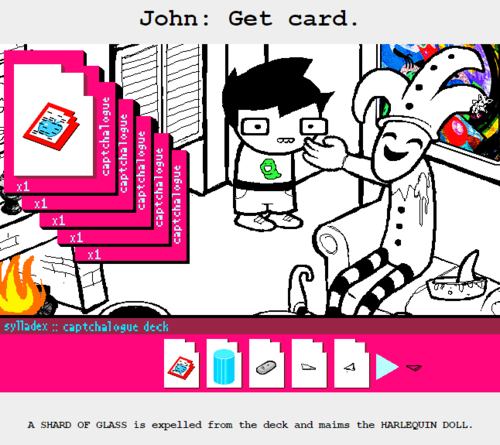 John: Get card.
captchalogue
x1
captchalogue
x1
captchalogue
x1
captchalogue
x1
captchalogue
x1
sylladex :: captchalogue deck
A SHARD OF GLASS is expelled from the deck and maims the HARLEQUIN DOLL.